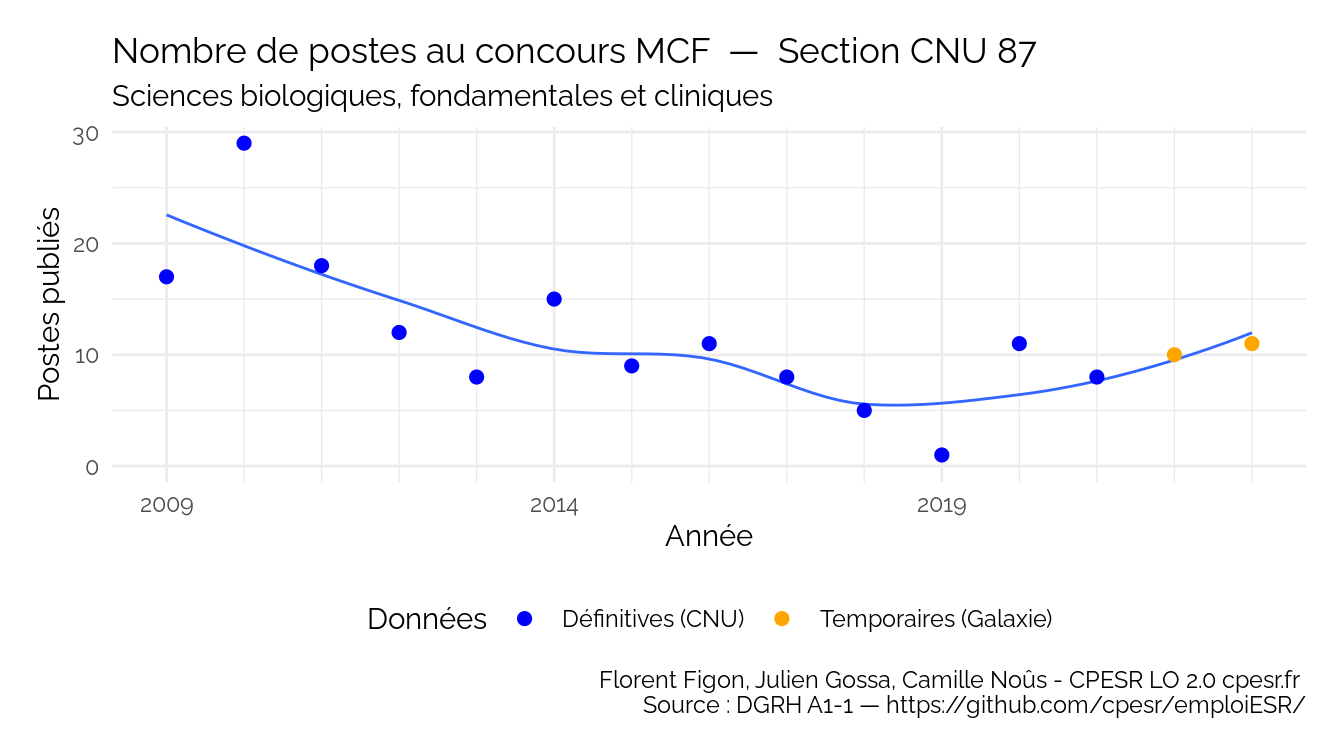 Nombre de postes au concours MCF — Section CNU 87
Sciences biologiques, fondamentales et cliniques
30
20
10
0
Postes publiés
2009 2014 2019
Année
Données Définitives (CNU) Temporaires (Galaxie)
Florent Figon, Julien Gossa, Camille Noûs - CPESR LO 2.0 cpesr.fr
Source : DGRH A1-1 — https://github.com/cpesr/emploiESR/